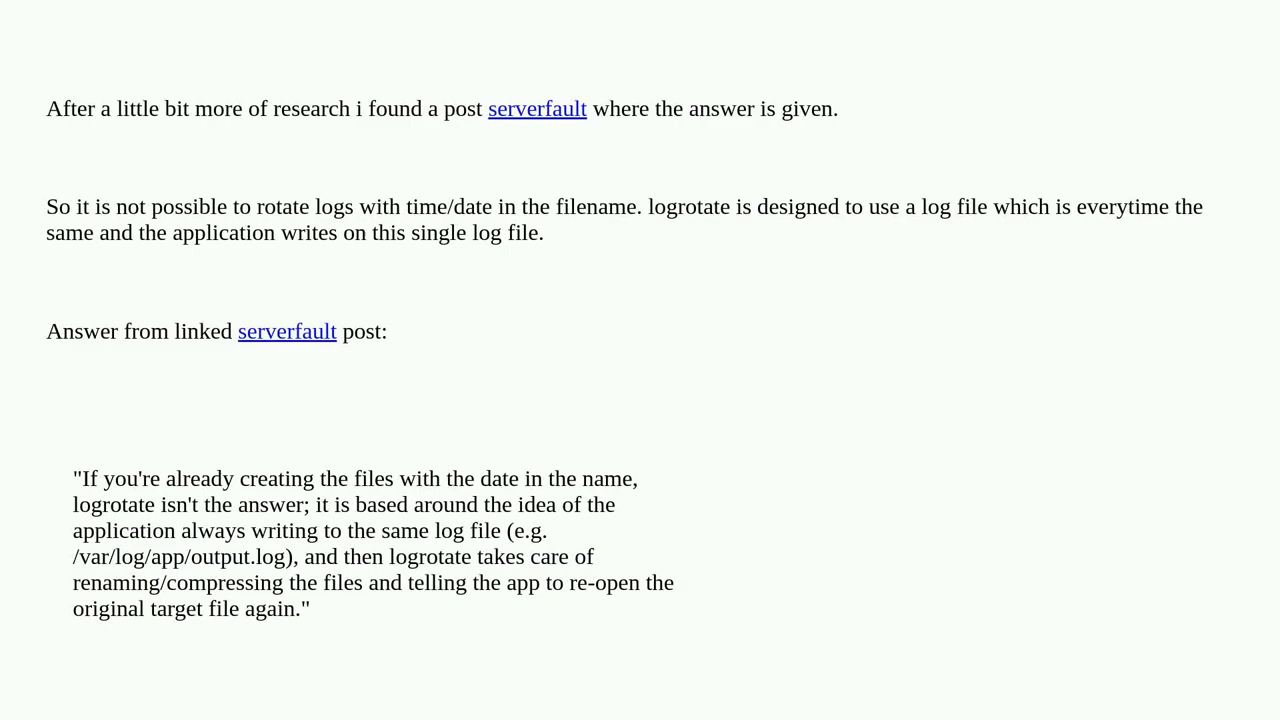 After a little bit more of research i found a post serverfault where the answer is given.
So it is not possible to rotate logs with time/date in the filename. logrotate is designed to use a log file which is everytime the
same and the application writes on this single log file.
Answer from linked serverfault post:
"If you're already creating the files with the date in the name,
logrotate isn't the answer; it is based around the idea of the
application always writing to the same log file (e.g.
/var/log/app/output.log), and then logrotate takes care of
renaming/compressing the files and telling the app to re-open the
original target file again."